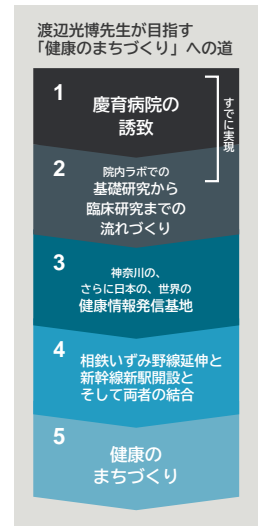 渡辺光博先生が目指す
「健康のまちづくり」への道
1
慶育病院の
誘致
すでに実現
2
院内ラボでの
基礎研究から
臨床研究までの
流れづくり
3
神奈川の、
さらに日本の、世界の
健康情報発信基地
4
相鉄いずみ野線延伸と
新幹線新駅開設と
そして両者の結合
5
健康の
まちづくり